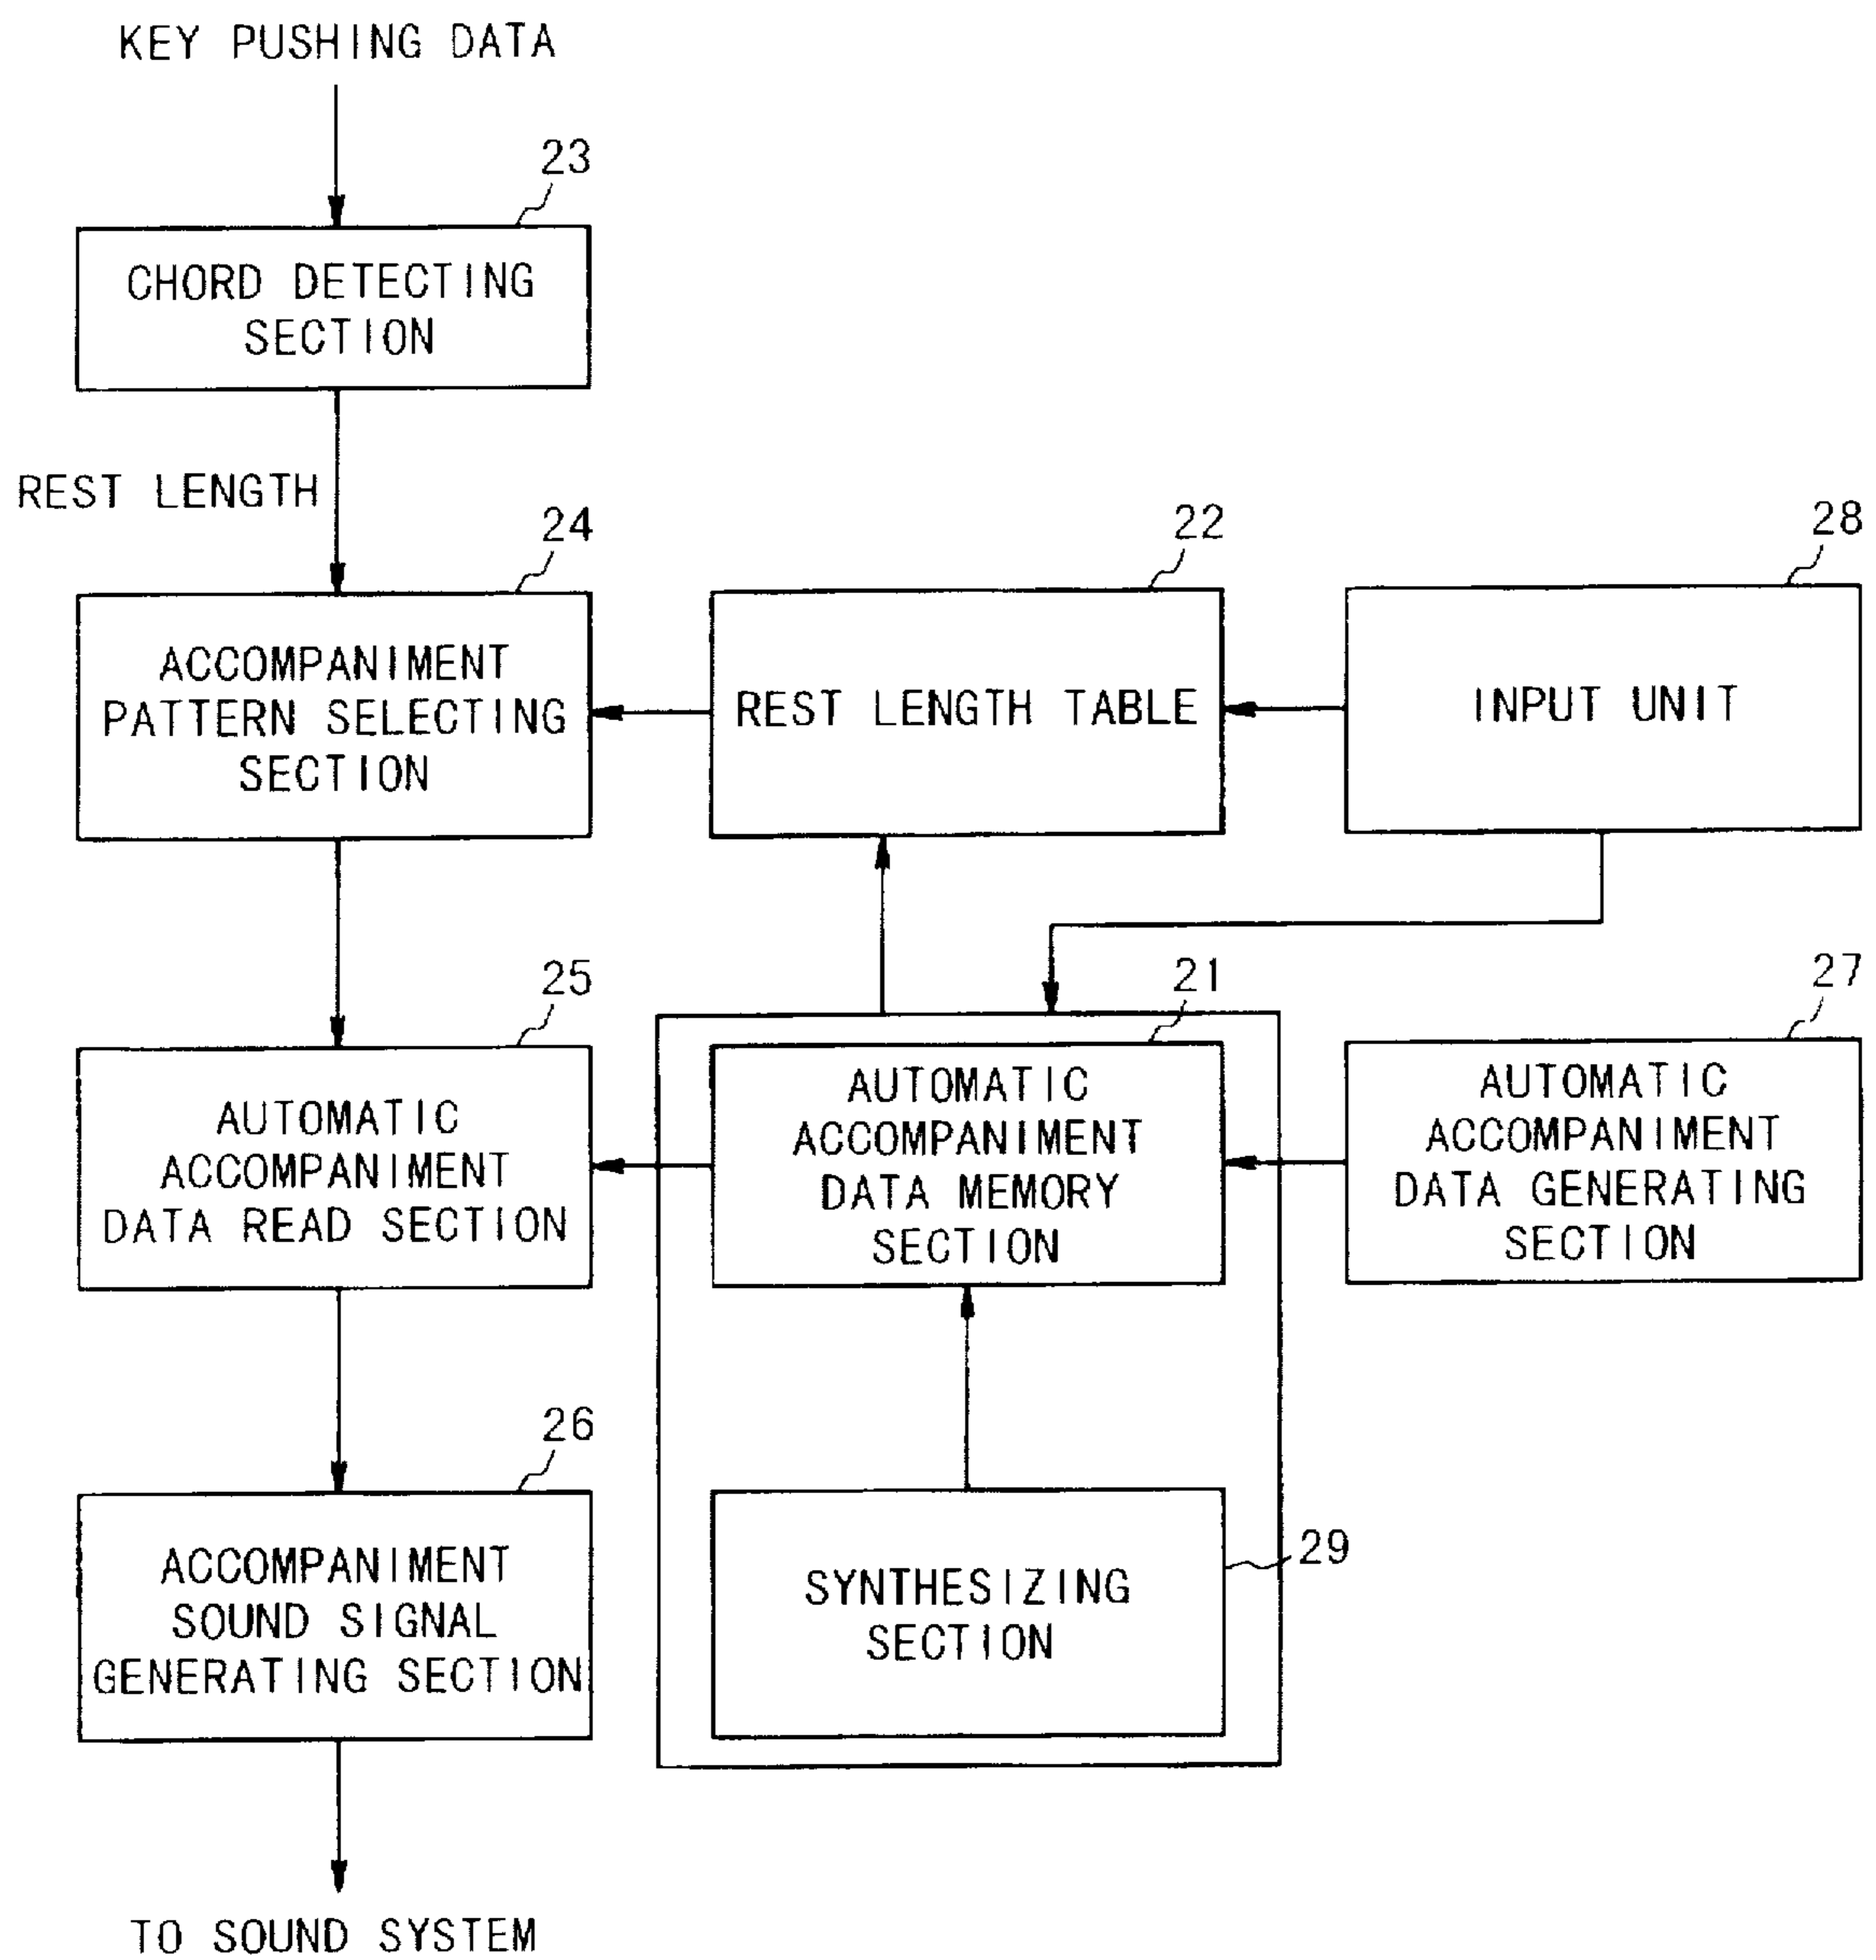 KEY PUSHING DATA
23
CHORD DETECTING
SECTION
REST LENGTH
24
ACCOMPANIMENT
PATTERN SELECTING
SECTION
22
REST LENGTH TABLE
28
INPUT UNIT
25
AUTOMATIC
ACCOMPANIMENT
DATA READ SECTION
21
AUTOMATIC
ACCOMPANIMENT
DATA MEMORY
SECTION
27
AUTOMATIC
ACCOMPANIMENT
DATA GENERATING
SECTION
26
ACCOMPANIMENT
SOUND SIGNAL
GENERATING SECTION
29
SYNTHESIZING
SECTION
TO SOUND SYSTEM